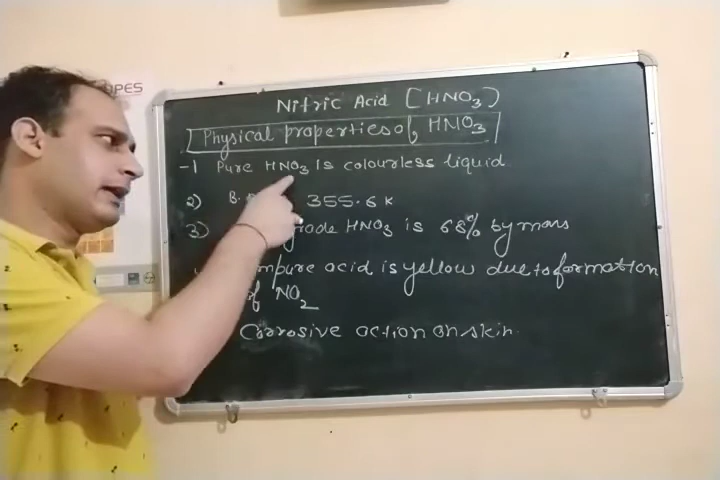 OPES
Nitric Acid [HNO3)
Physical properties of HNO3
-1 Pure HNO3 is colourless liquid
2) B. 355.6 K
3) HNO3 is 68% by mass
acid is yellow due to formation
of NO2
Corrosive action on skin.